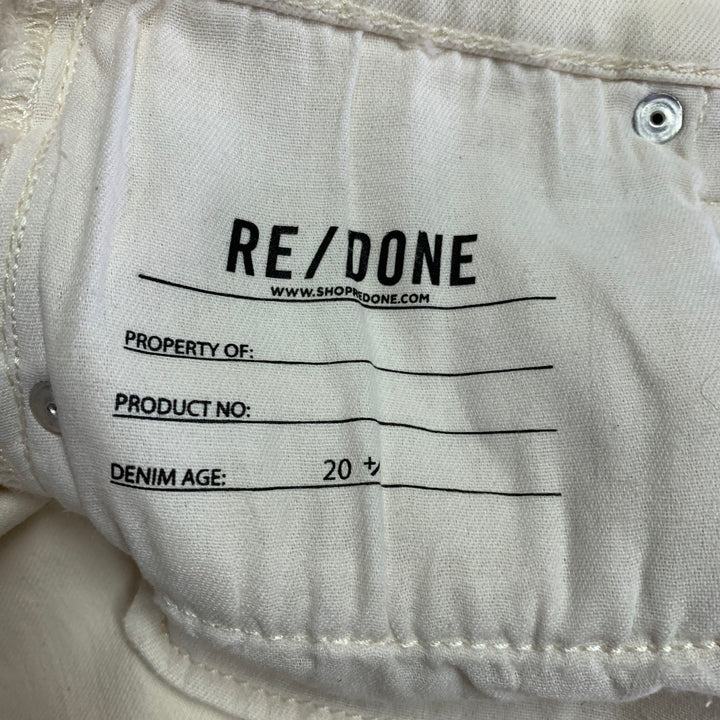 RE/DONE
WWW.SHOPREDONE.COM
PROPERTY OF:
PRODUCT NO:
DENIM AGE: 20 +/